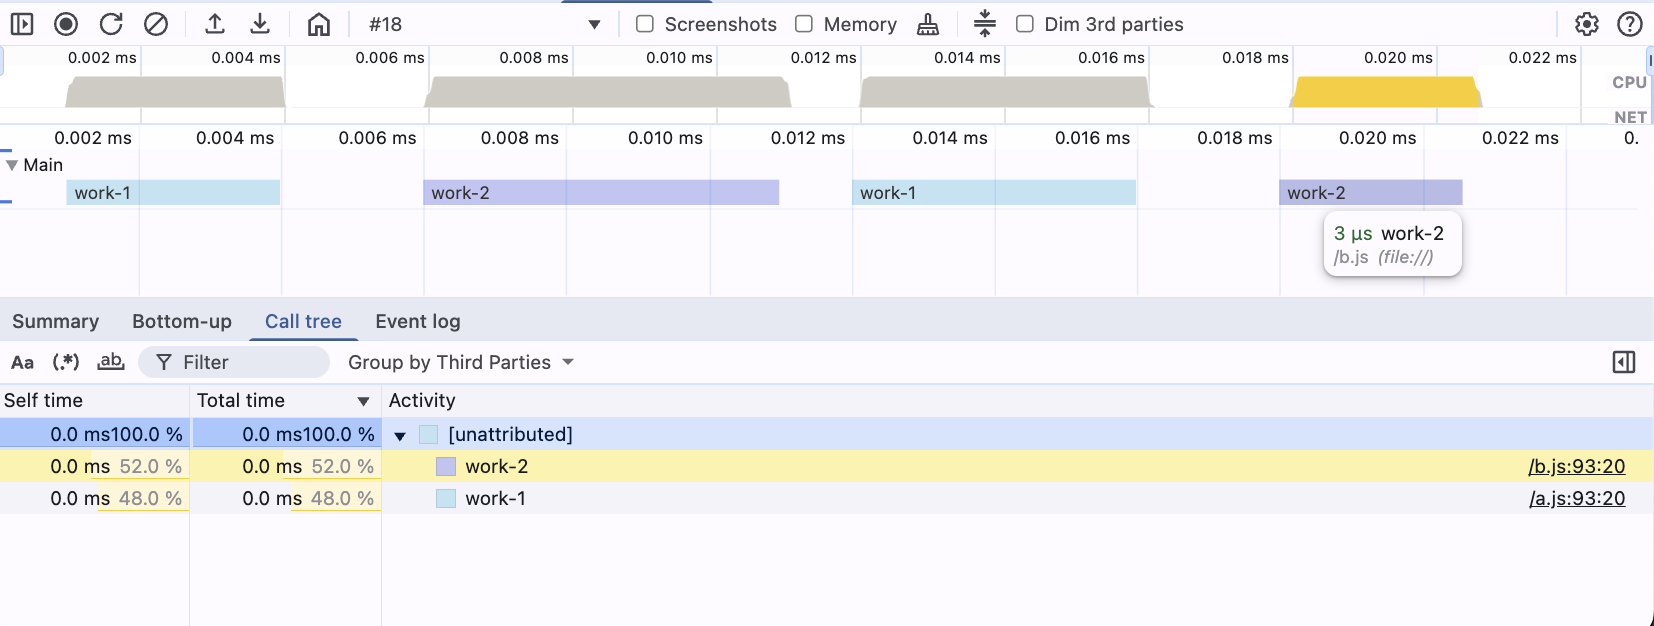 #18 Screenshots Memory Dim 3rd parties
0.002 ms 0.004 ms 0.006 ms 0.008 ms 0.010 ms 0.012 ms 0.014 ms 0.016 ms 0.018 ms 0.020 ms 0.022 ms
CPU
NET
0.002 ms 0.004 ms 0.006 ms 0.008 ms 0.010 ms 0.012 ms 0.014 ms 0.016 ms 0.018 ms 0.020 ms 0.022 ms 0.
Main
work-1 work-2 work-1 work-2
3 μs work-2
/b.js (file://)
Summary Bottom-up Call tree Event log
Aa (.*) ab Filter Group by Third Parties
Self time Total time Activity
0.0 ms 100.0 % 0.0 ms 100.0 % [unattributed]
0.0 ms 52.0 % 0.0 ms 52.0 % work-2 /b.js:93:20
0.0 ms 48.0 % 0.0 ms 48.0 % work-1 /a.js:93:20